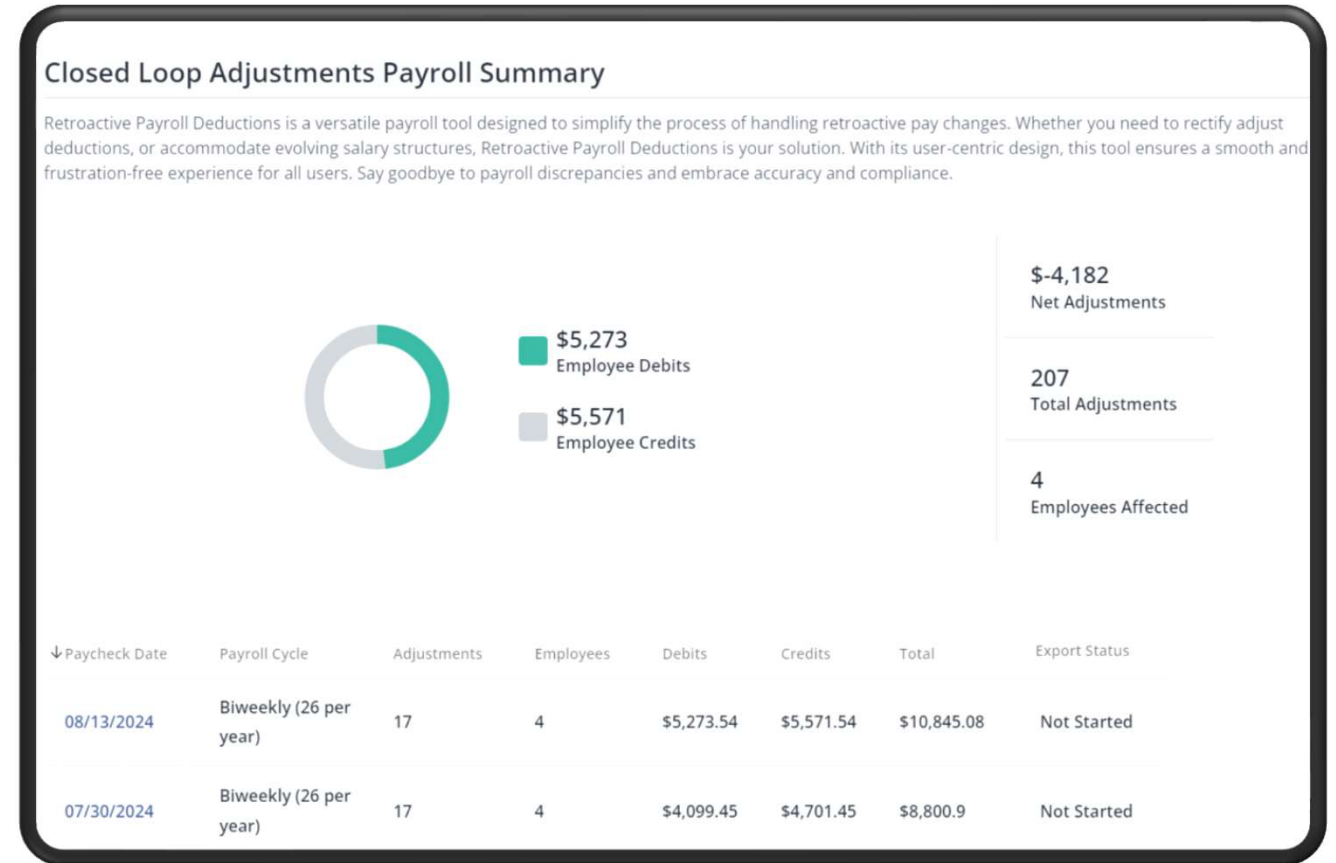 Closed Loop Adjustments Payroll Summary
Retroactive Payroll Deductions is a versatile payroll tool designed to simplify the process of handling retroactive pay changes. Whether you need to rectify adjust
deductions, or accommodate evolving salary structures, Retroactive Payroll Deductions is your solution. With its user-centric design, this tool ensures a smooth and
frustration-free experience for all users. Say goodbye to payroll discrepancies and embrace accuracy and compliance.
$5,273
Employee Debits
$5,571
Employee Credits
$-4,182
Net Adjustments
207
Total Adjustments
4
Employees Affected
Paycheck Date Payroll Cycle Adjustments Employees Debits Credits Total Export Status
08/13/2024 Biweekly (26 per year) 17 4 $5,273.54 $5,571.54 $10,845.08 Not Started
07/30/2024 Biweekly (26 per year) 17 4 $4,099.45 $4,701.45 $8,800.9 Not Started